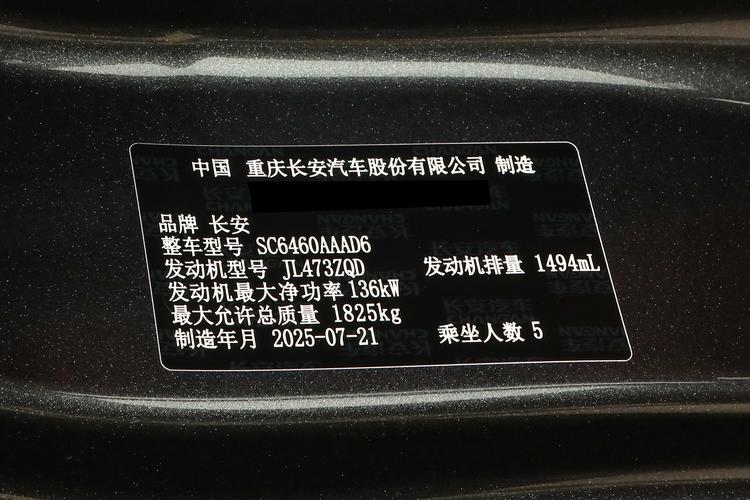 中国 重庆长安汽车股份有限公司 制造
品牌 长安
整车型号 SC6460AAAD6
发动机型号 JL473ZQD 发动机排量 1494mL
发动机最大净功率 136kW
最大允许总质量 1825kg
制造年月 2025-07-21 乘坐人数 5